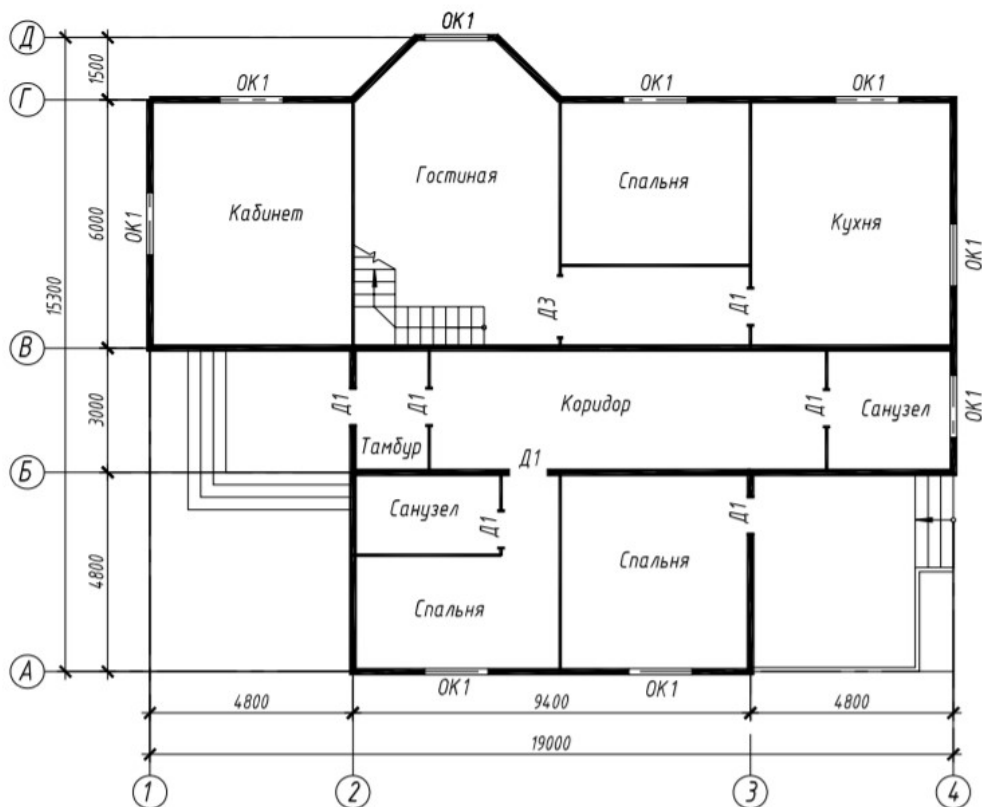 ОК1
Д
1500
ОК1
ОК1
ОК1
Г
Гостиная
Спальня
Кабинет
Кухня
ОК1
6000
ОК1
15300
Д3
Д1
В
3000
Д1
Д1
Коридор
Д1
Санузел
ОК1
Тамбур
Б
Д1
Санузел
Д1
Д1
Спальня
4800
Спальня
А
ОК1
ОК1
4800
9400
4800
19000
1
2
3
4